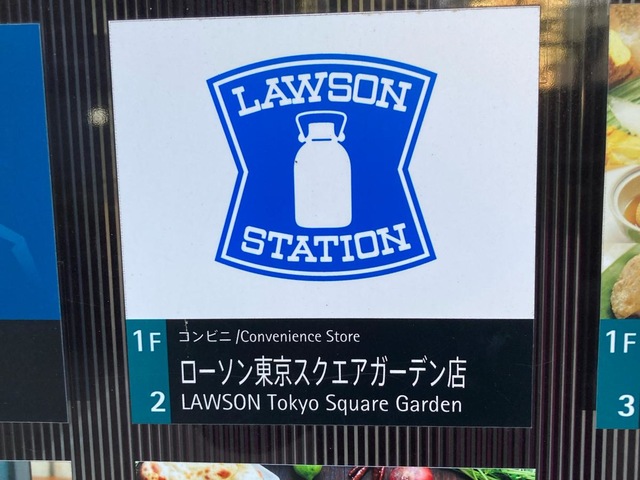 LAWSON
STATION
1F
コンビニ/Convenience Store
ローソン東京スクエアガーデン店
2
LAWSON Tokyo Square Garden
1F
3